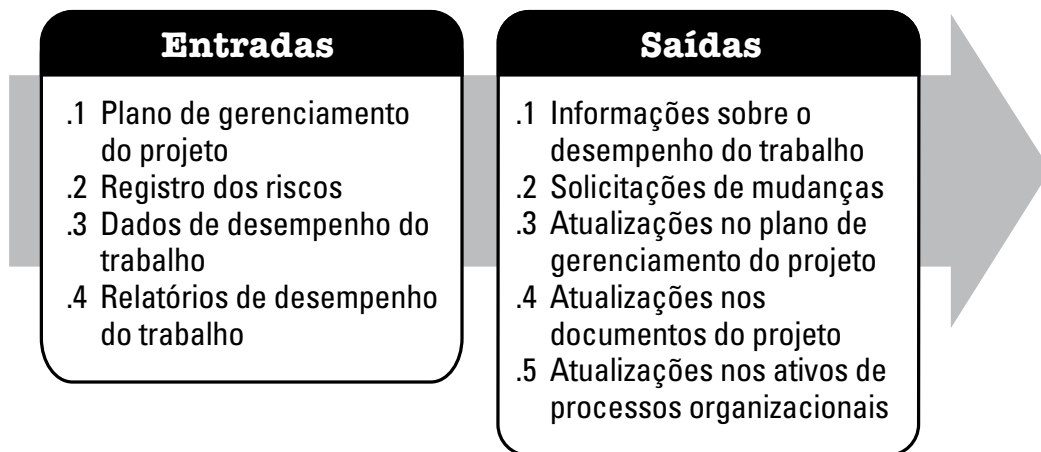 Entradas
.1 Plano de gerenciamento
do projeto
.2 Registro dos riscos
.3 Dados de desempenho do
trabalho
.4 Relatórios de desempenho
do trabalho
Saídas
.1 Informações sobre o
desempenho do trabalho
.2 Solicitações de mudanças
.3 Atualizações no plano de
gerenciamento do projeto
.4 Atualizações nos
documentos do projeto
.5 Atualizações nos ativos de
processos organizacionais